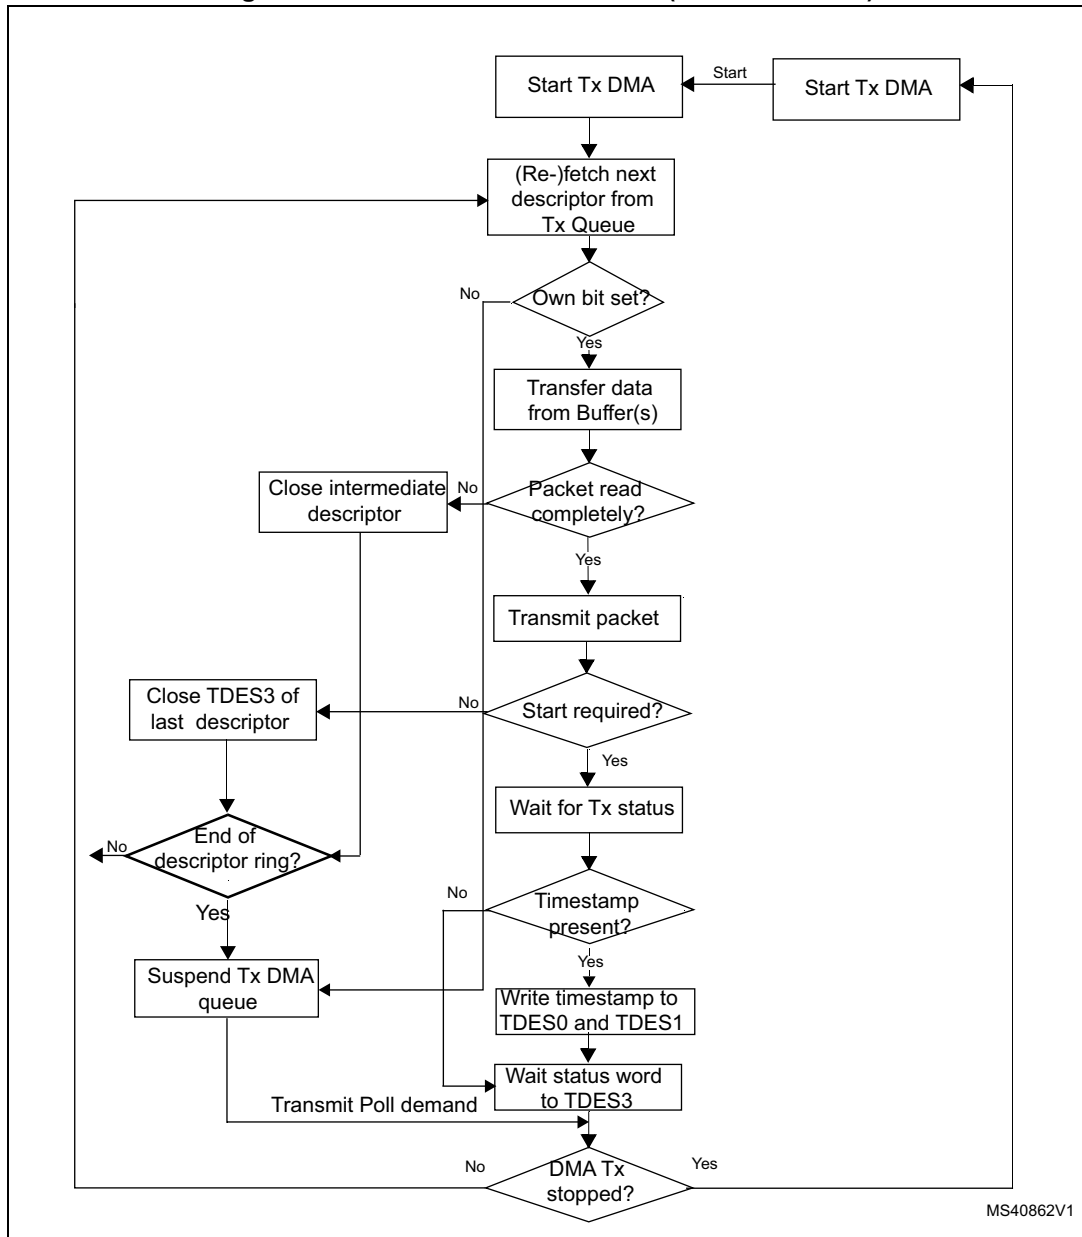 Start Tx DMA
Start
Start Tx DMA
(Re-)fetch next
descriptor from
Tx Queue
No
Own bit set?
Yes
Transfer data
from Buffer(s)
Close intermediate
descriptor
No
Packet read
completely?
Yes
Transmit packet
Close TDES3 of
last descriptor
No
Start required?
Yes
Wait for Tx status
No
End of
descriptor ring?
Yes
No
Timestamp
present?
Yes
Suspend Tx DMA
queue
Write timestamp to
TDES0 and TDES1
Wait status word
to TDES3
Transmit Poll demand
No
DMA Tx
stopped?
Yes
MS40862V1